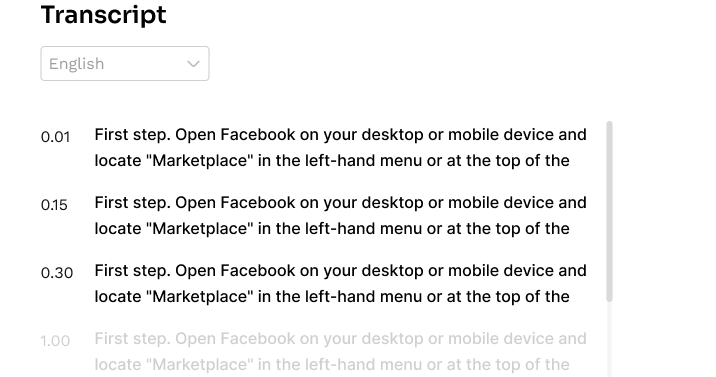 Transcript
English
0.01 First step. Open Facebook on your desktop or mobile device and
locate "Marketplace" in the left-hand menu or at the top of the
0.15 First step. Open Facebook on your desktop or mobile device and
locate "Marketplace" in the left-hand menu or at the top of the
0.30 First step. Open Facebook on your desktop or mobile device and
locate "Marketplace" in the left-hand menu or at the top of the
1.00 First step. Open Facebook on your desktop or mobile device and
locate "Marketplace" in the left-hand menu or at the top of the